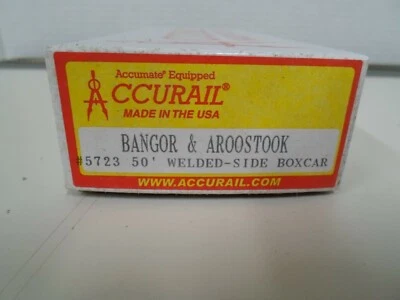 Accumate® Equipped
ACCURAIL®
MADE IN THE USA
BANGOR & AROOSTOOK
#5723 50' WELDED-SIDE BOXCAR
WWW.ACCURAIL.COM